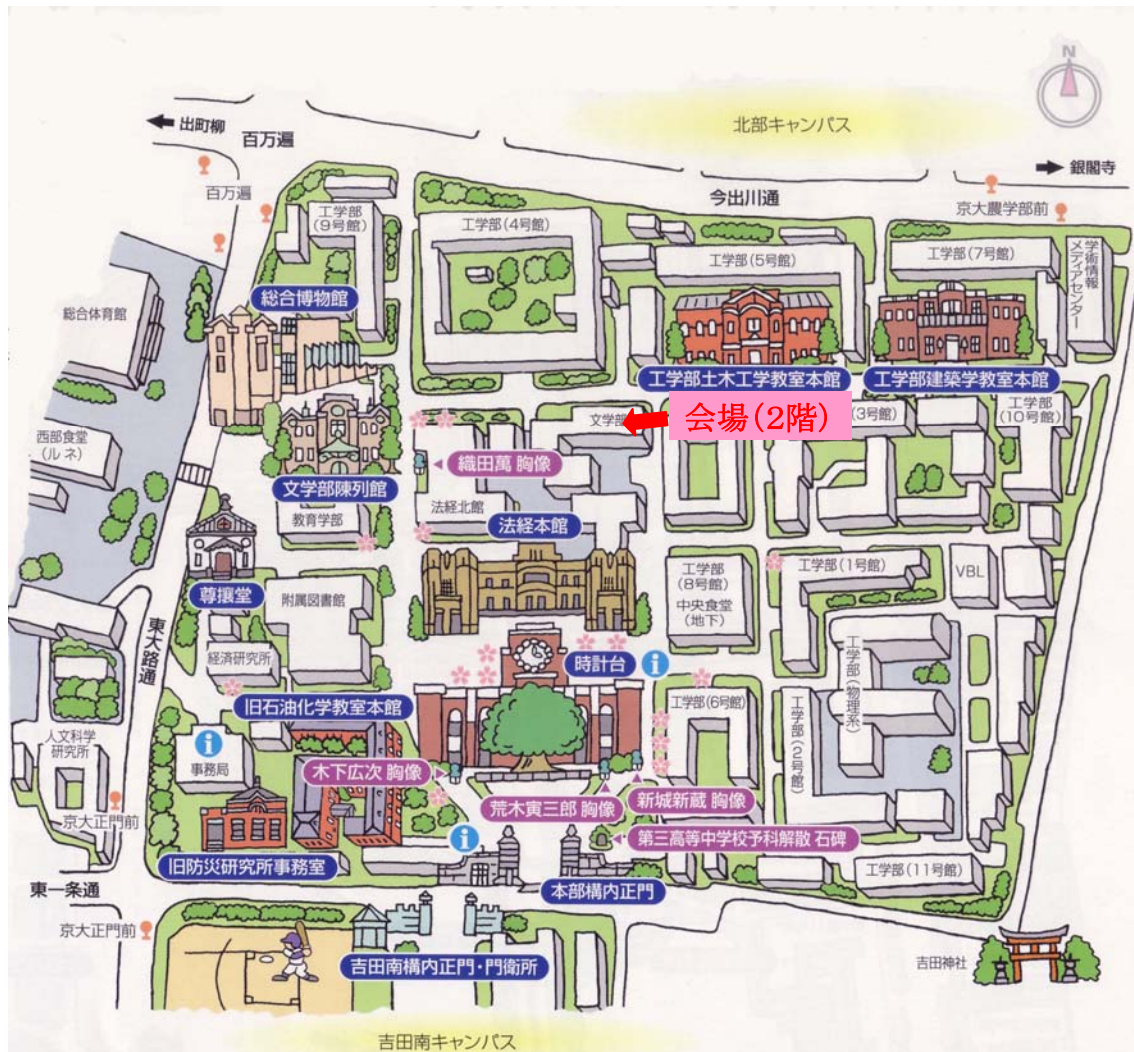 N
北部キャンパス
出町柳
百万遍
銀閣寺
今出川通
百万遍
京大農学部前
工学部
(9号館)
工学部(4号館)
工学部(5号館)
工学部(7号館)
学術情報
メディアセンター
総合博物館
総合体育館
工学部土木工学教室本館
工学部建築学教室本館
文学部
会場(2階)
(3号館)
工学部
(10号館)
西部食堂
(ルネ)
織田萬 胸像
文学部陳列館
法経北館
法経本館
教育学部
尊攘堂
附属図書館
工学部
(8号館)
中央食堂
(地下)
工学部(1号館)
VBL
東大路通
経済研究所
時計台
i
工学部(物理系)
旧石油化学教室本館
工学部(6号館)
工学部(2号館)
人文科学
研究所
i
事務局
木下広次 胸像
荒木寅三郎 胸像
新城新蔵 胸像
京大正門前
i
第三高等中学校予科解散 石碑
旧防災研究所事務室
工学部(11号館)
東一条通
本部構内正門
京大正門前
吉田南構内正門・門衛所
吉田神社
吉田南キャンパス